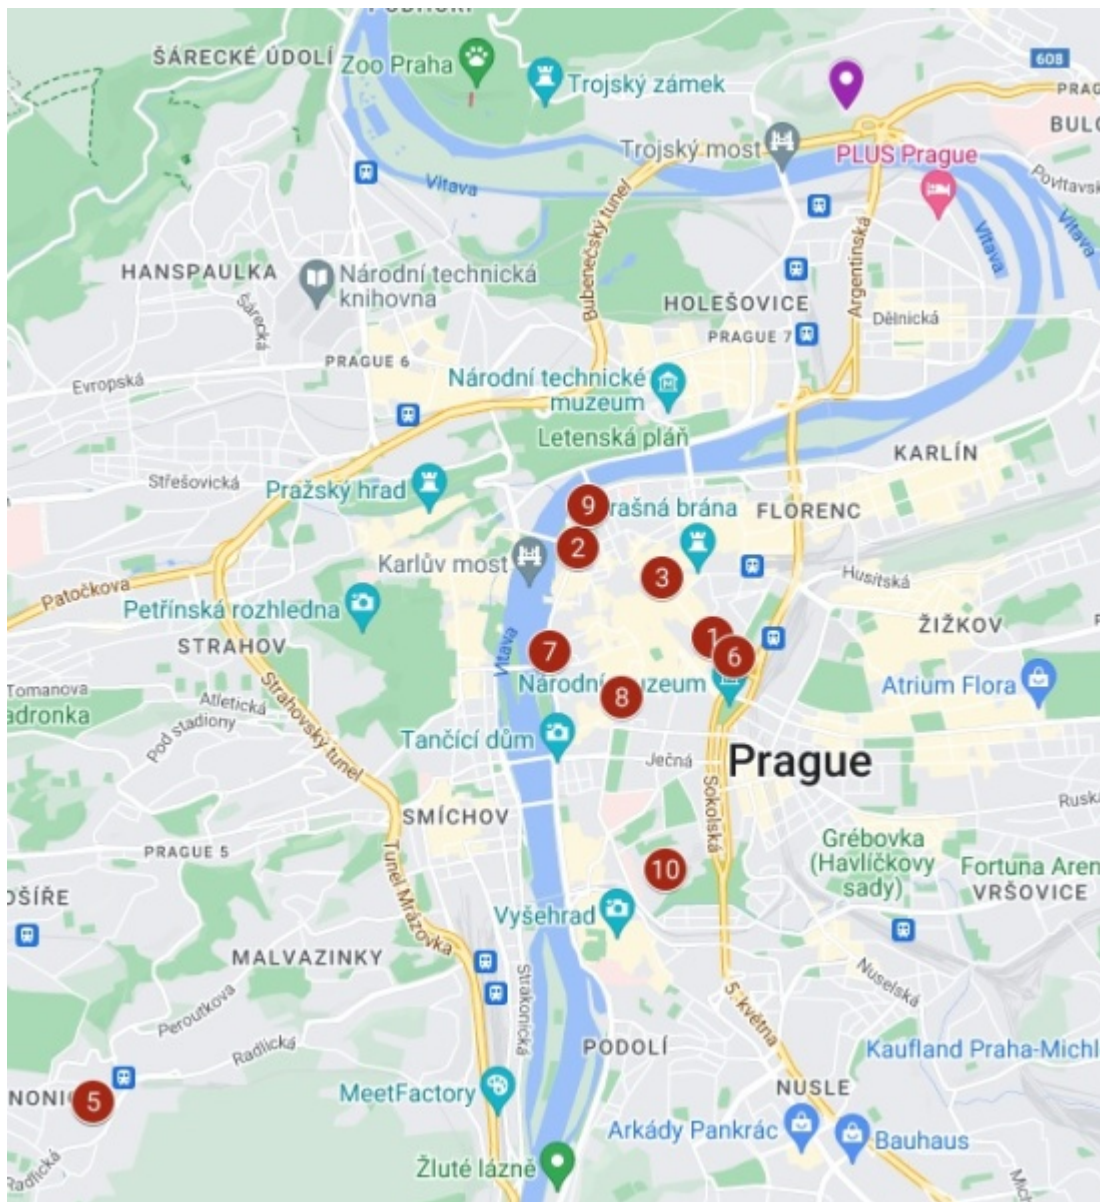 PODHOŘÍ
ŠÁRECKÉ ÚDOLÍ
Zoo Praha
Trojský zámek
608
PRAG
BULO
Trojský most
PLUS Prague
Povltavsk
Vltava
Vltava
Vltava
Bubenečský tunel
Argentinská
HANSPAULKA
Národní technická
knihovna
Šárecká
HOLEŠOVICE
Dělnická
PRAGUE 7
PRAGUE 6
Evropská
Národní technické
muzeum
Letenská pláň
KARLÍN
Střešovická
Pražský hrad
9
rašná brána
FLORENC
2
Karlův most
3
Husitská
Patočkova
Petřínská rozhledna
STRAHOV
1
6
ŽIŽKOV
7
Vltava
Tomanova
adronka
Atletická
Pod stadiony
Strahovský tunel
8
Národní muzeum
Atrium Flora
Tančící dům
Ječná
Prague
Sokolská
Ruská
SMÍCHOV
PRAGUE 5
Tunel Mrázovka
10
Grébovka
(Havlíčkovy
sady)
Fortuna Aren
VRŠOVICE
OŠÍŘE
Vyšehrad
MALVAZINKY
Peroutkova
Radlická
Strakonická
5. května
Nuselská
PODOLÍ
Kaufland Praha-Michl
NONI
5
MeetFactory
NUSLE
Arkády Pankrác
Bauhaus
Radlická
Žluté lázně
Mich